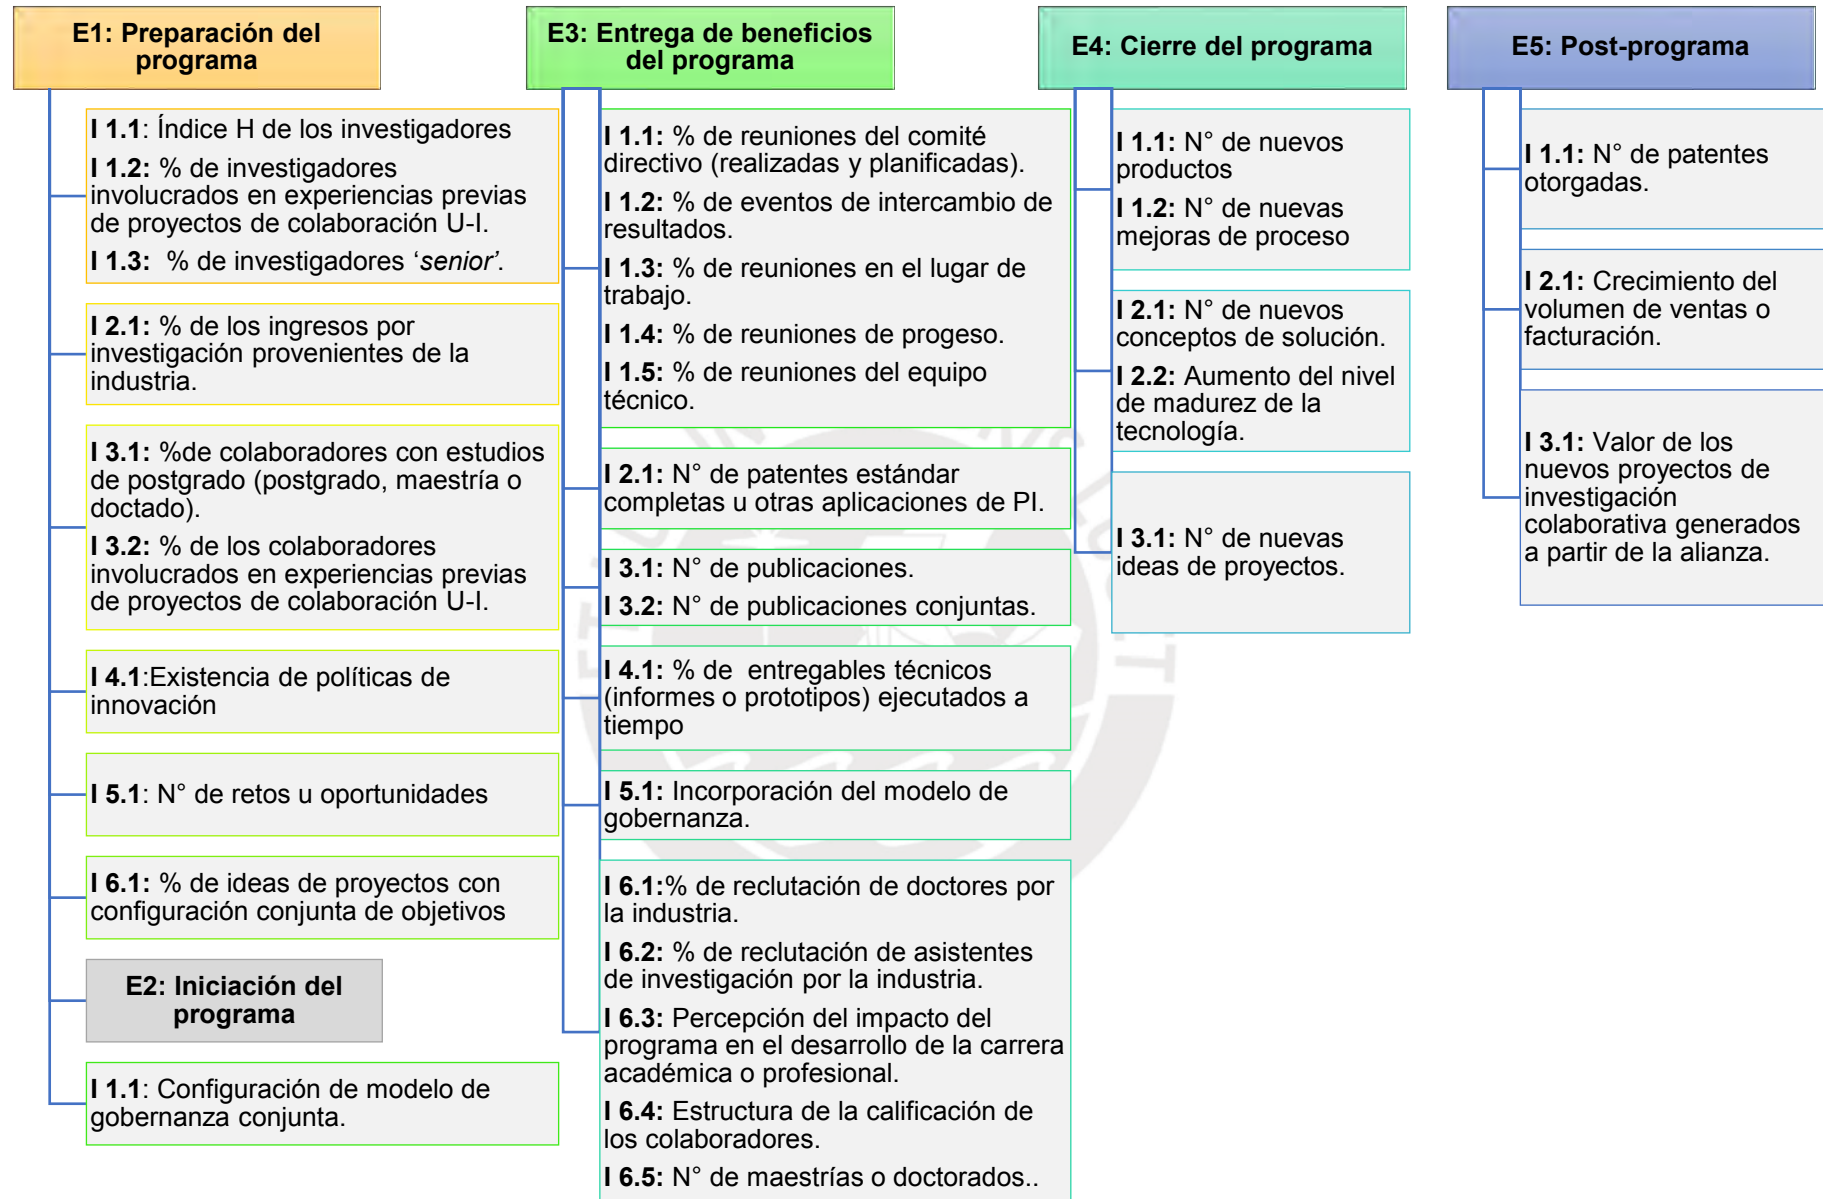 E1: Preparación del
programa
I 1.1: Índice H de los investigadores
I 1.2: % de investigadores
involucrados en experiencias previas
de proyectos de colaboración U-I.
I 1.3:  % de investigadores ‘senior’.
I 2.1: % de los ingresos por
investigación provenientes de la
industria.
I 3.1: %de colaboradores con estudios
de postgrado (postgrado, maestría o
doctado).
I 3.2: % de los colaboradores
involucrados en experiencias previas
de proyectos de colaboración U-I.
I 4.1:Existencia de políticas de
innovación
I 5.1: N° de retos u oportunidades
I 6.1: % de ideas de proyectos con
configuración conjunta de objetivos
E2: Iniciación del
programa
I 1.1: Configuración de modelo de
gobernanza conjunta.
E3: Entrega de beneficios
del programa
I 1.1: % de reuniones del comité
directivo (realizadas y planificadas).
I 1.2: % de eventos de intercambio de
resultados.
I 1.3: % de reuniones en el lugar de
trabajo.
I 1.4: % de reuniones de progeso.
I 1.5: % de reuniones del equipo
técnico.
I 2.1: N° de patentes estándar
completas u otras aplicaciones de PI.
I 3.1: N° de publicaciones.
I 3.2: N° de publicaciones conjuntas.
I 4.1: % de  entregables técnicos
(informes o prototipos) ejecutados a
tiempo
I 5.1: Incorporación del modelo de
gobernanza.
I 6.1:% de reclutación de doctores por
la industria.
I 6.2: % de reclutación de asistentes
de investigación por la industria.
I 6.3: Percepción del impacto del
programa en el desarrollo de la carrera
académica o profesional.
I 6.4: Estructura de la calificación de
los colaboradores.
I 6.5: N° de maestrías o doctorados..
E4: Cierre del programa
I 1.1: N° de nuevos
productos
I 1.2: N° de nuevas
mejoras de proceso
I 2.1: N° de nuevos
conceptos de solución.
I 2.2: Aumento del nivel
de madurez de la
tecnología.
I 3.1: N° de nuevas
ideas de proyectos.
E5: Post-programa
I 1.1: N° de patentes
otorgadas.
I 2.1: Crecimiento del
volumen de ventas o
facturación.
I 3.1: Valor de los
nuevos proyectos de
investigación
colaborativa generados
a partir de la alianza.